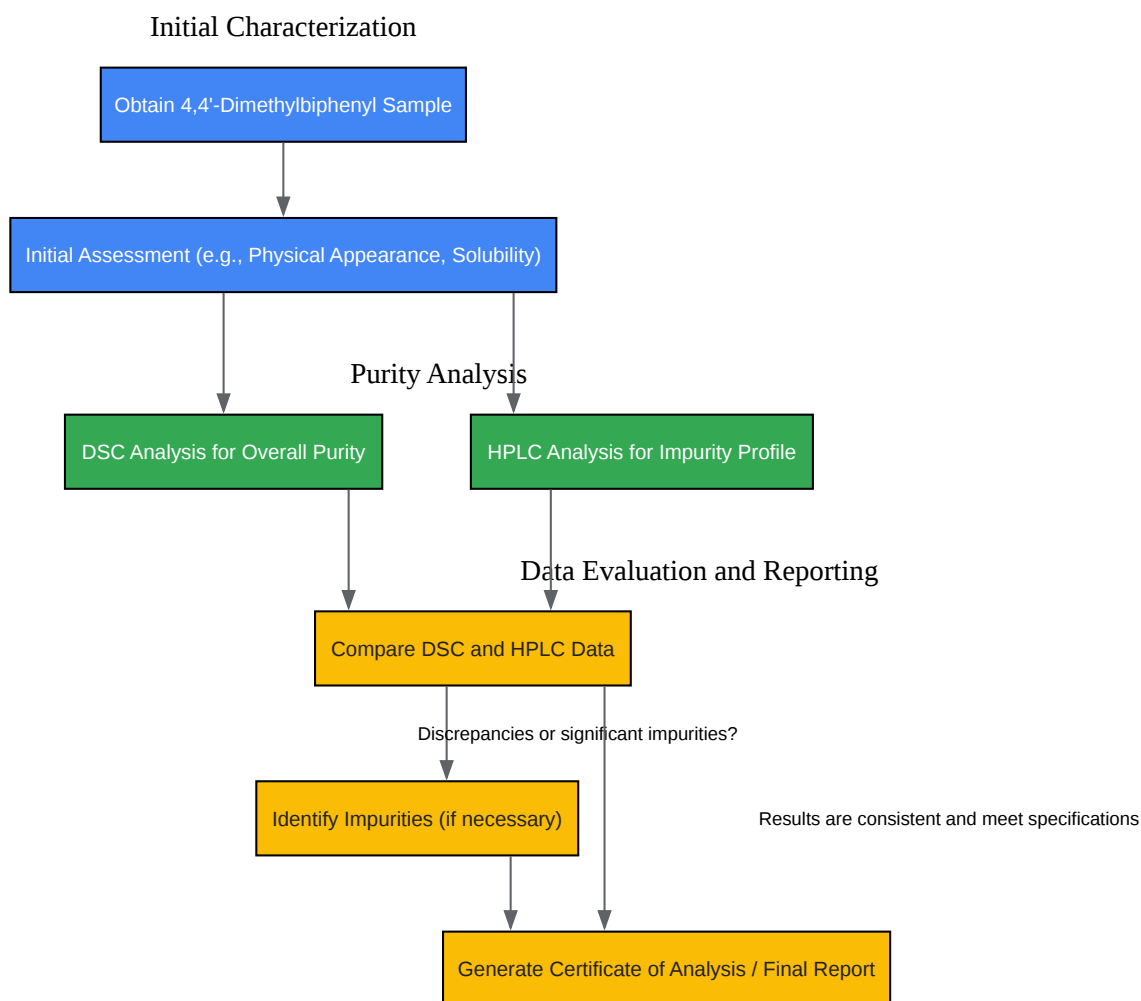 Initial Characterization
Obtain 4,4'-Dimethylbiphenyl Sample
Initial Assessment (e.g., Physical Appearance, Solubility)
Purity Analysis
DSC Analysis for Overall Purity
HPLC Analysis for Impurity Profile
Data Evaluation and Reporting
Compare DSC and HPLC Data
Discrepancies or significant impurities?
Identify Impurities (if necessary)
Results are consistent and meet specifications
Generate Certificate of Analysis / Final Report